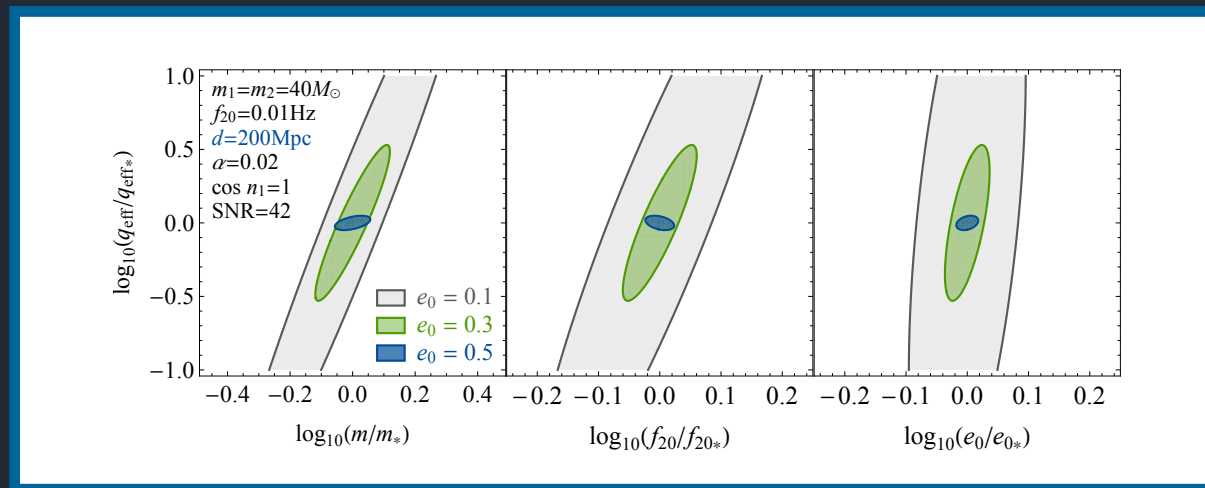 log₁₀(q_eff/q_eff*)
1.0
0.5
0.0
−0.5
−1.0
m₁=m₂=40M☉
f₂₀=0.01Hz
d=200Mpc
α=0.02
cos n₁=1
SNR=42
e₀ = 0.1
e₀ = 0.3
e₀ = 0.5
−0.4 −0.2 0.0 0.2 0.4
log₁₀(m/m*)
−0.2 −0.1 0.0 0.1 0.2
log₁₀(f₂₀/f₂₀*)
−0.2 −0.1 0.0 0.1 0.2
log₁₀(e₀/e₀*)